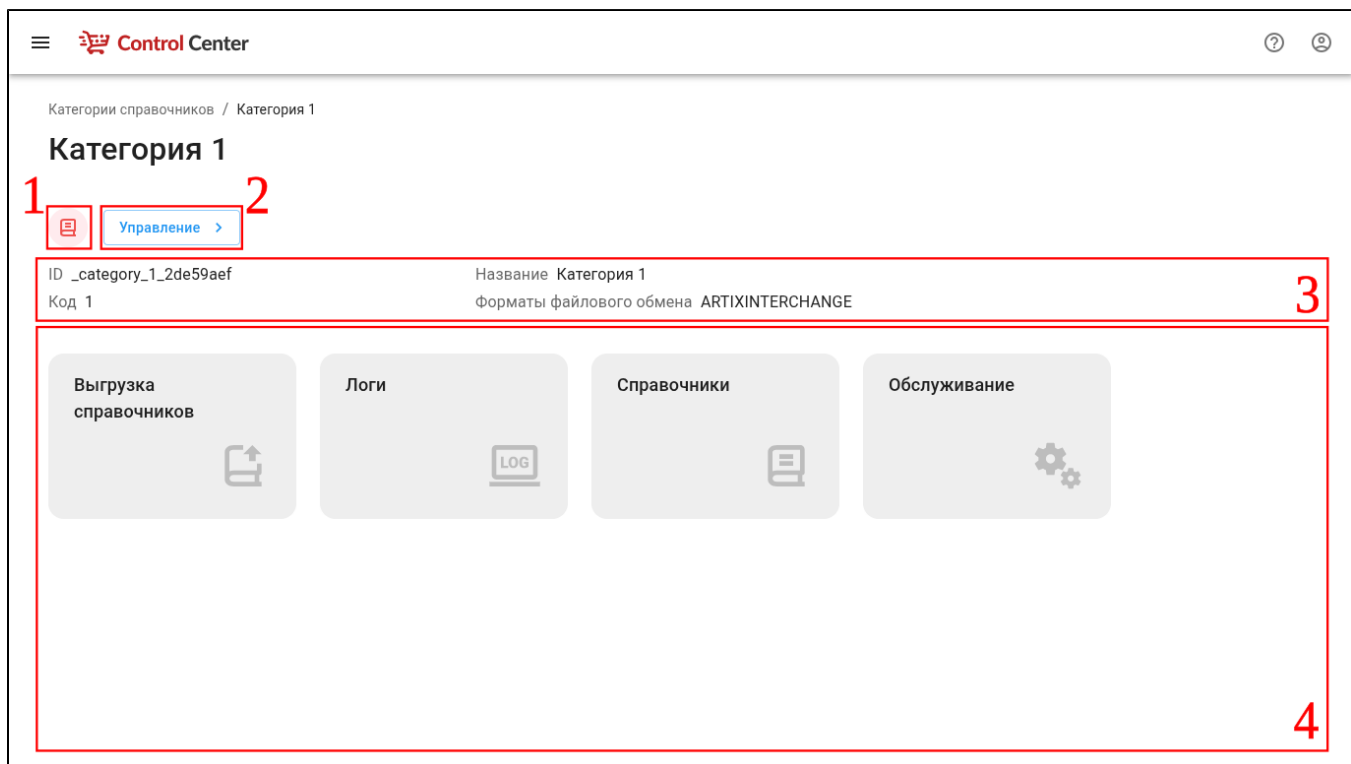 Control Center
Категории справочников / Категория 1
Категория 1
1
2
Управление >
ID _category_1_2de59aef
Название Категория 1
Код 1
Форматы файлового обмена ARTIXINTERCHANGE
3
Выгрузка
справочников
Логи
LOG
Справочники
Обслуживание
4